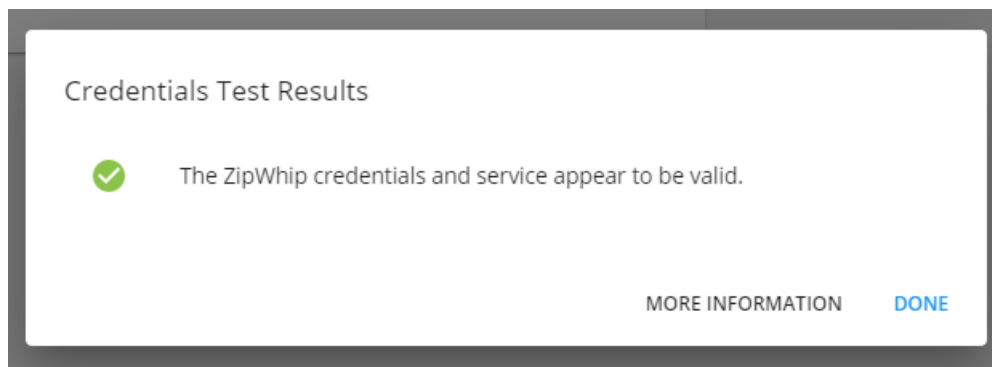 Credentials Test Results
The ZipWhip credentials and service appear to be valid.
MORE INFORMATION DONE